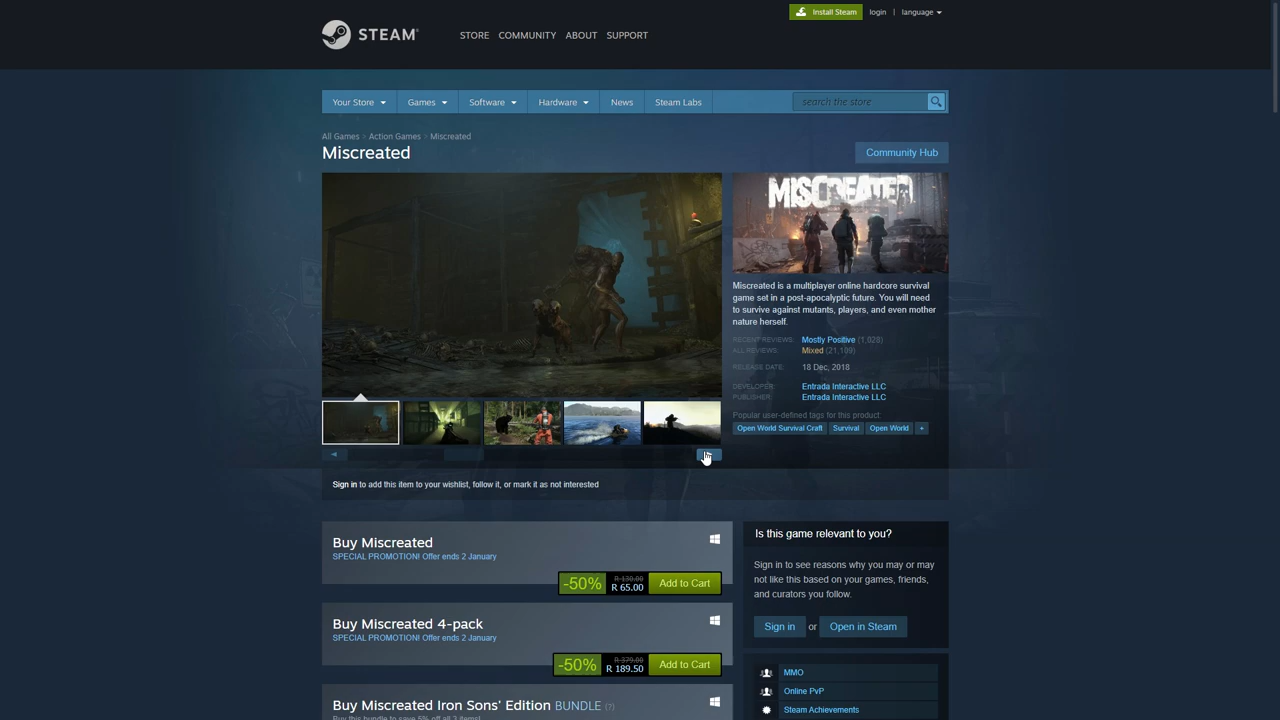 Install Steam
login | language
STEAM®
STORE COMMUNITY ABOUT SUPPORT
Your Store Games Software Hardware News Steam Labs search the store
All Games > Action Games > Miscreated
Miscreated
Community Hub
MISCREATED
Miscreated is a multiplayer online hardcore survival
game set in a post-apocalyptic future. You will need
to survive against mutants, players, and even mother
nature herself.
RECENT REVIEWS: Mostly Positive (1,028)
ALL REVIEWS: Mixed (21,109)
RELEASE DATE: 18 Dec, 2018
DEVELOPER: Entrada Interactive LLC
PUBLISHER: Entrada Interactive LLC
Popular user-defined tags for this product:
Open World Survival Craft Survival Open World +
Sign in to add this item to your wishlist, follow it, or mark it as not interested
Buy Miscreated
SPECIAL PROMOTION! Offer ends 2 January
-50% R 130.00 R 65.00 Add to Cart
Buy Miscreated 4-pack
SPECIAL PROMOTION! Offer ends 2 January
-50% R 379.00 R 189.50 Add to Cart
Buy Miscreated Iron Sons' Edition BUNDLE (?)
Buy this bundle to save 5% off all 3 items!
Is this game relevant to you?
Sign in to see reasons why you may or may
not like this based on your games, friends,
and curators you follow.
Sign in or Open in Steam
MMO
Online PvP
Steam Achievements